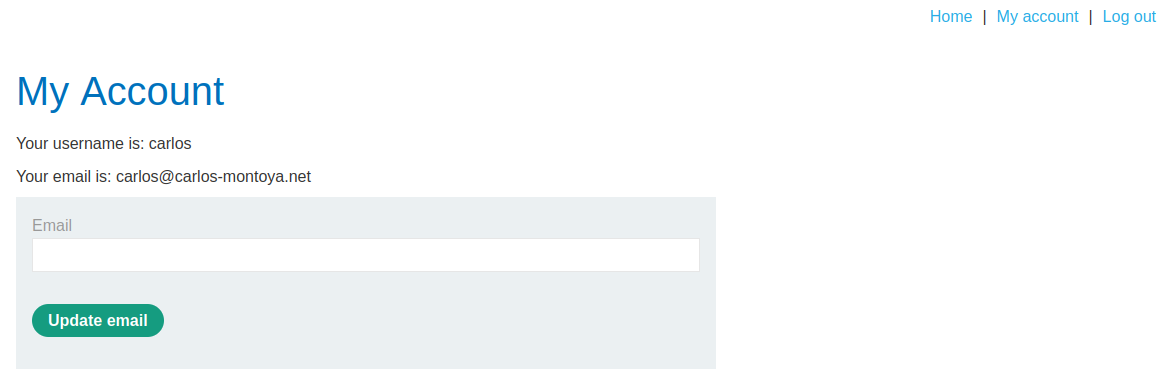 Home | My account | Log out
My Account
Your username is: carlos
Your email is: carlos@carlos-montoya.net
Email
Update email